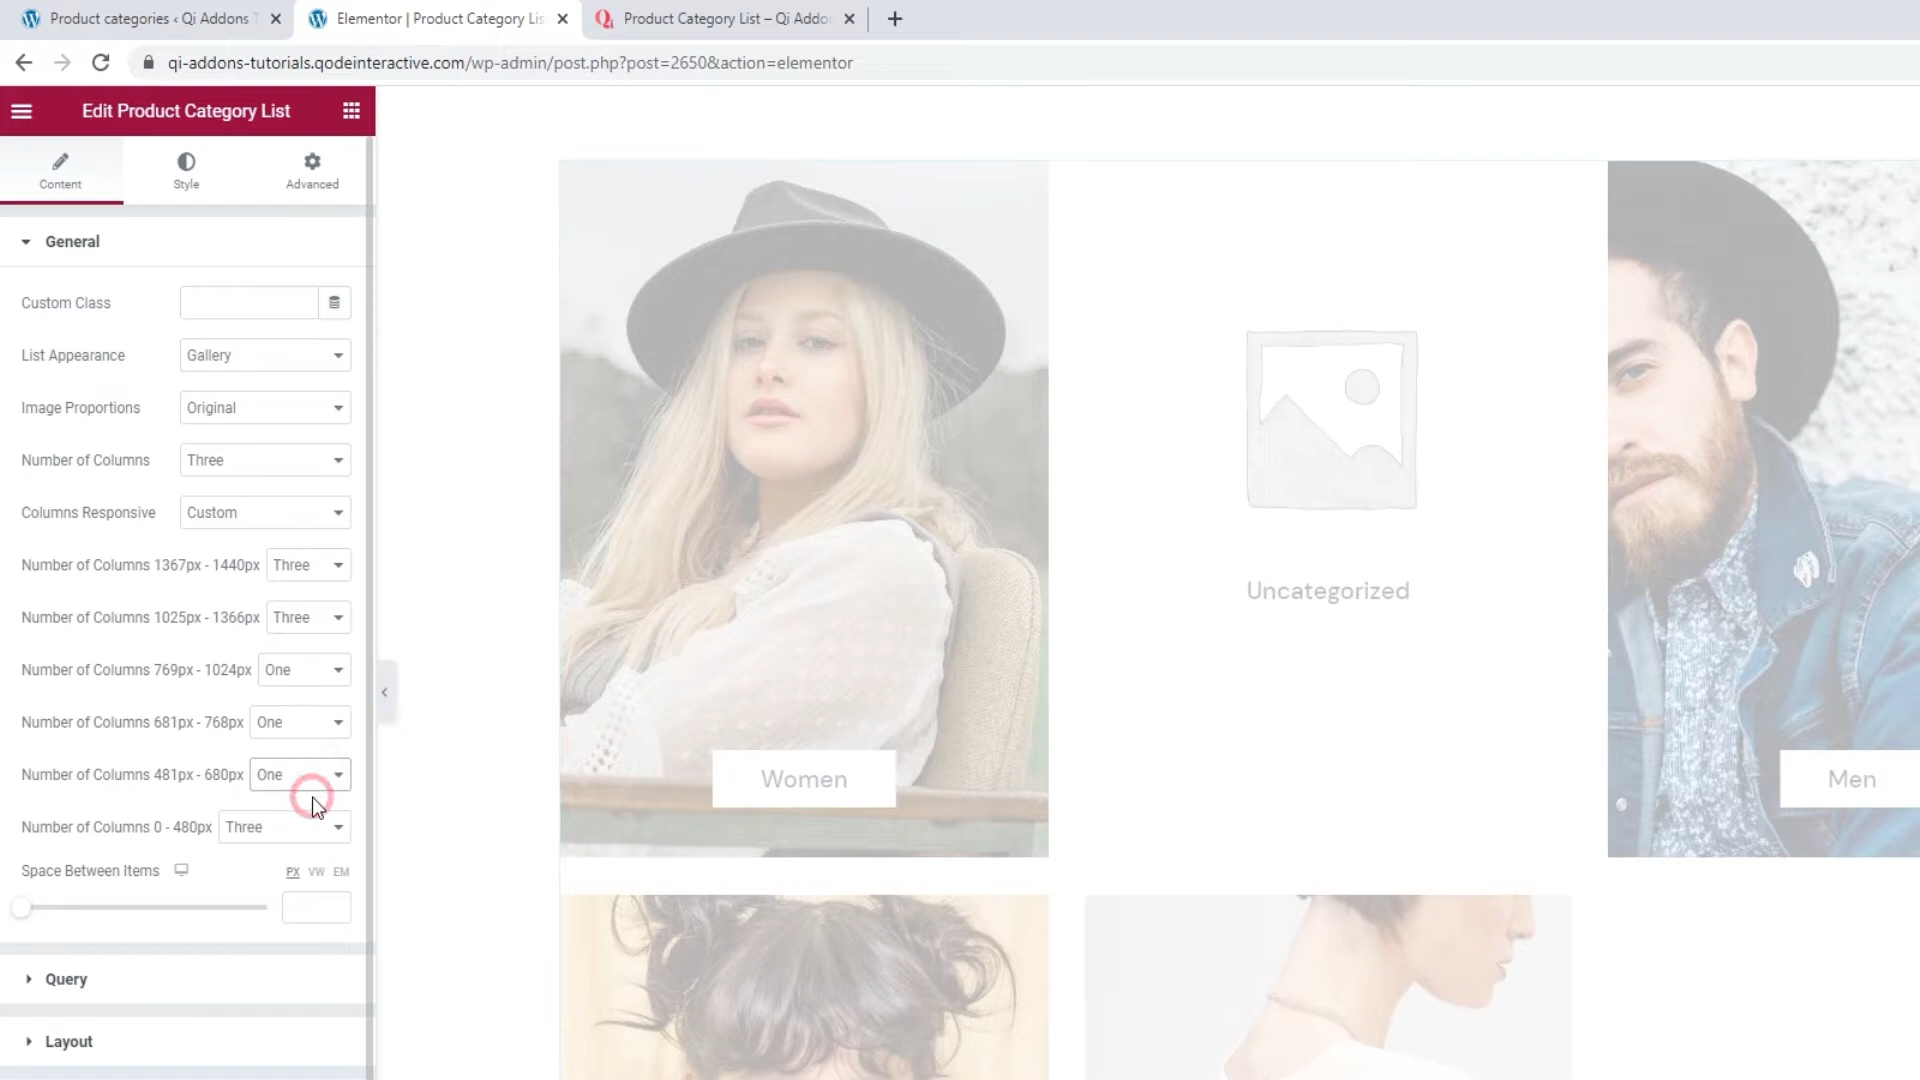 Product categories ‹ Qi Addons T
Elementor | Product Category Lis
Product Category List – Qi Addo
qi-addons-tutorials.qodeinteractive.com/wp-admin/post.php?post=2650&action=elementor
Edit Product Category List
Content
Style
Advanced
General
Custom Class
List Appearance Gallery
Image Proportions Original
Number of Columns Three
Columns Responsive Custom
Number of Columns 1367px - 1440px Three
Number of Columns 1025px - 1366px Three
Number of Columns 769px - 1024px One
Number of Columns 681px - 768px One
Number of Columns 481px - 680px One
Number of Columns 0 - 480px Three
Space Between Items PX VW EM
Query
Layout
Women
Uncategorized
Men